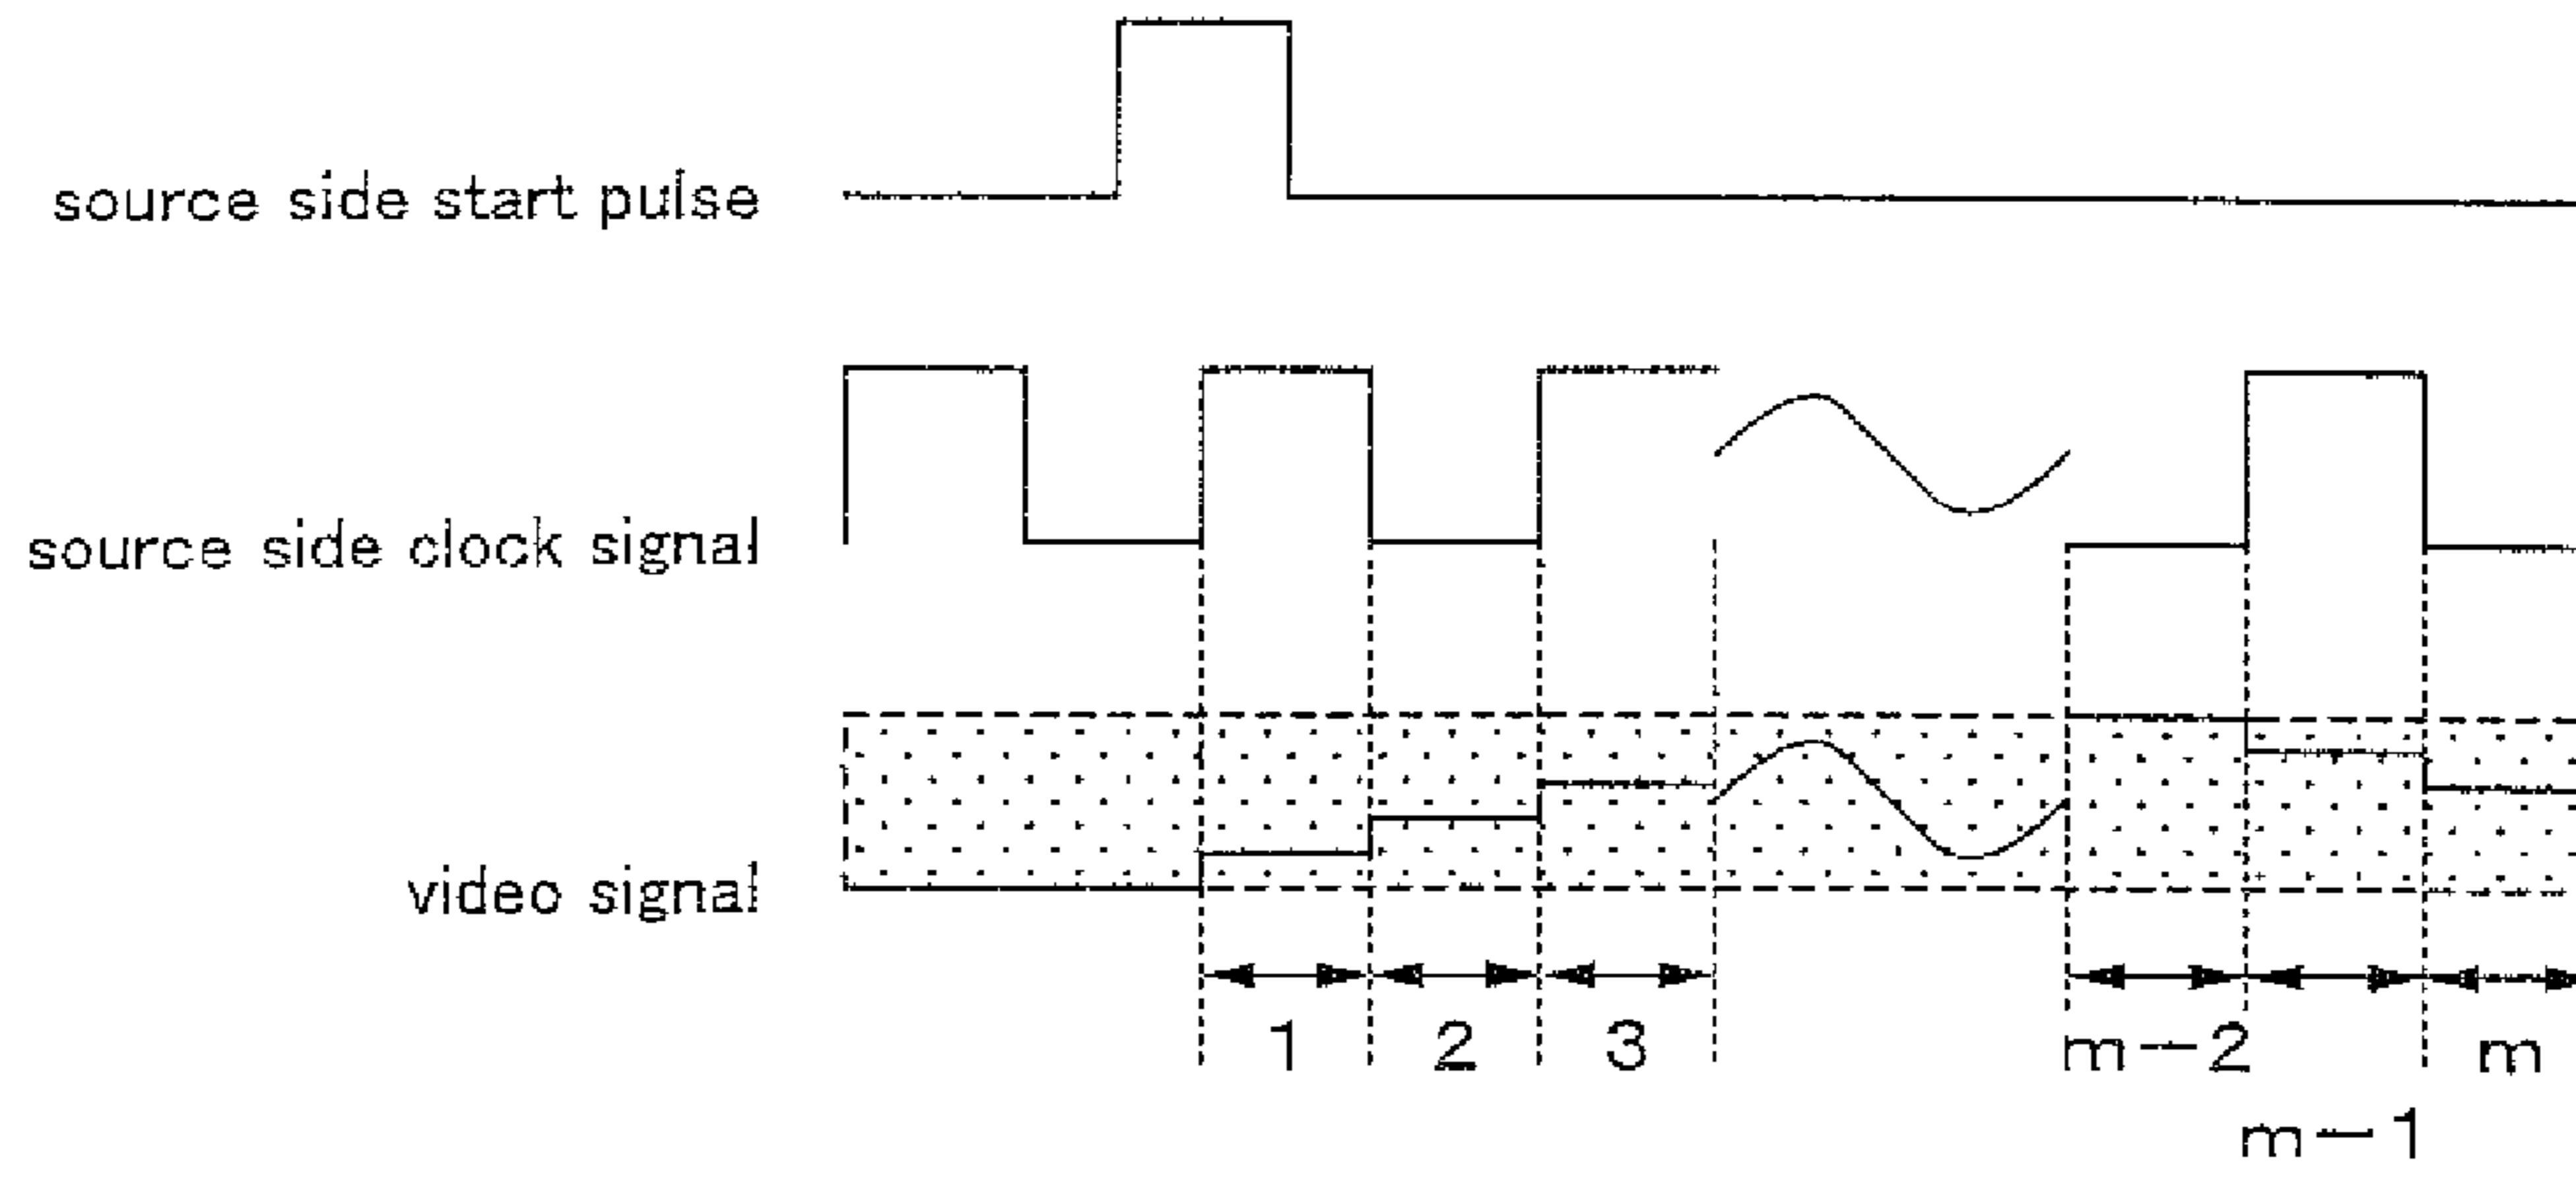 source side start pulse
source side clock signal
video signal
1 2 3 m−2 m
m−1